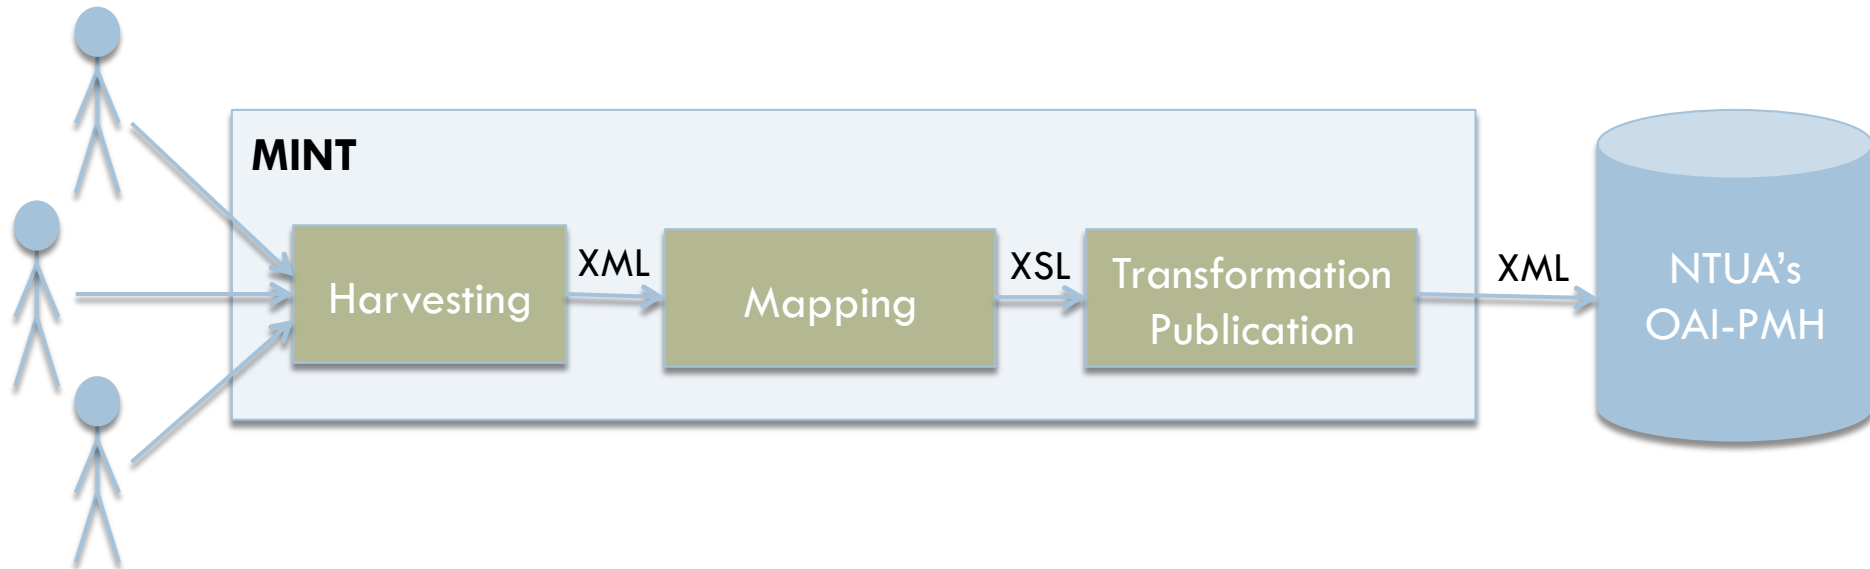 MINT
Harvesting
XML
Mapping
XSL
Transformation
Publication
XML
NTUA's
OAI-PMH